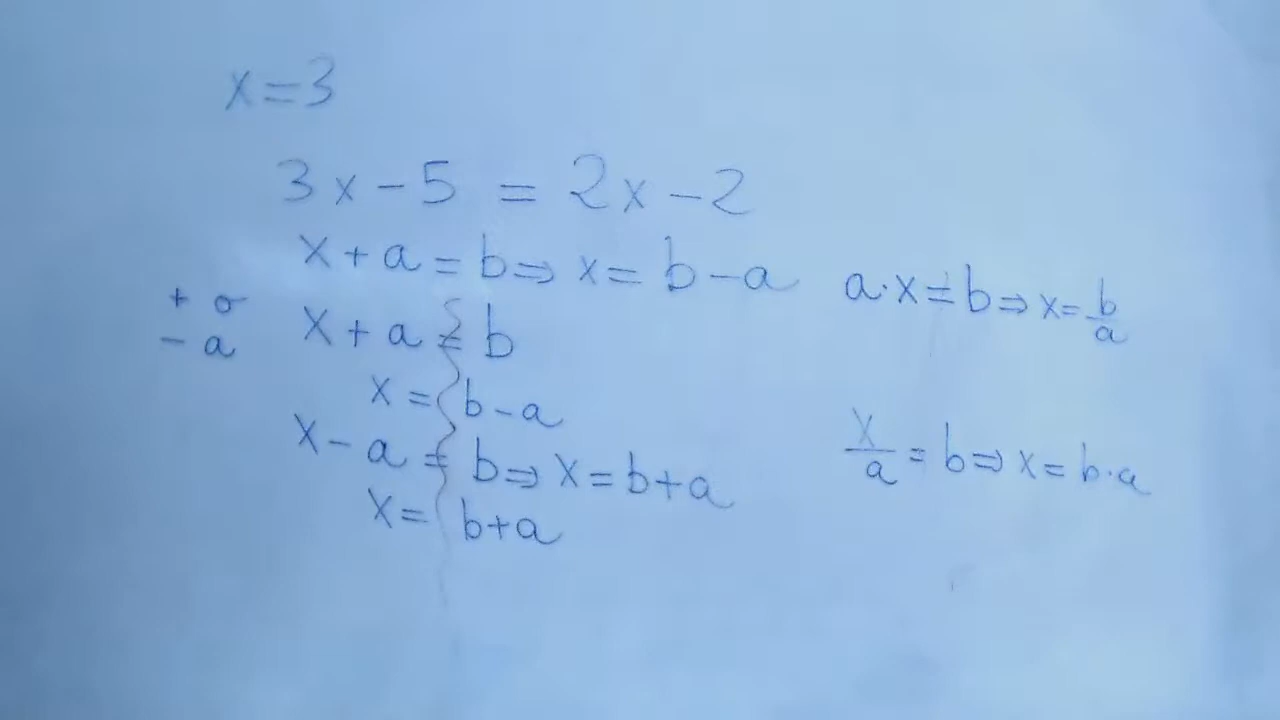 x=3
3x-5 = 2x-2
x+a=b⇒ x= b-a
a·x=b⇒x=b/a
+ a
- a
x+a=b
x= b-a
x-a=b⇒ x=b+a
x/a=b⇒ x=b·a
x= b+a